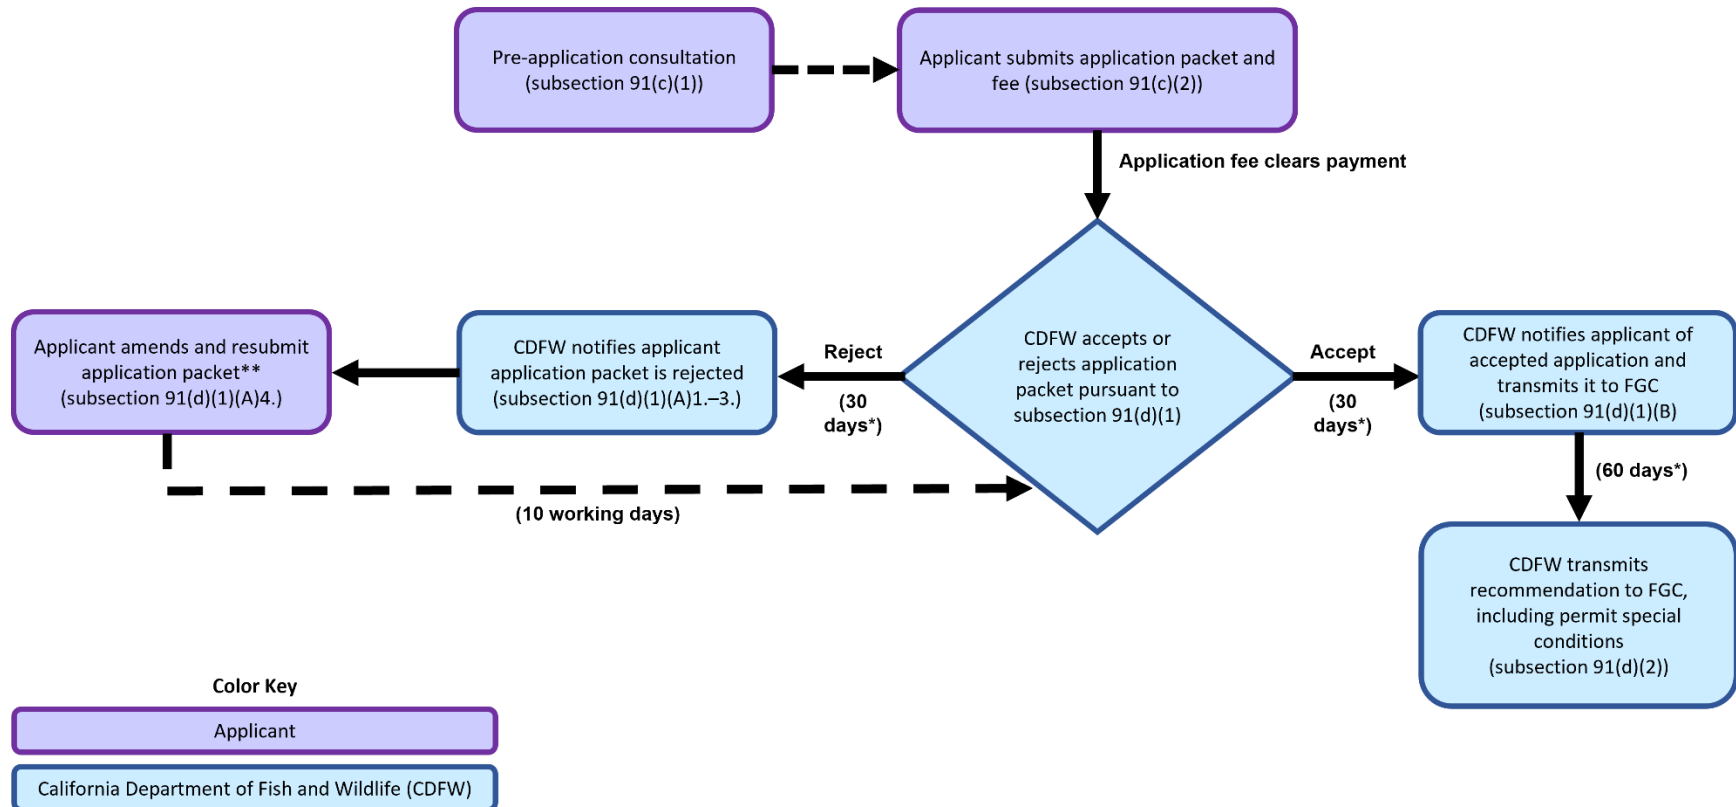 Pre-application consultation
(subsection 91(c)(1))
Applicant submits application packet and
fee (subsection 91(c)(2))
Application fee clears payment
CDFW accepts or
rejects application
packet pursuant to
subsection 91(d)(1)
Reject
(30
days*)
CDFW notifies applicant
application packet is rejected
(subsection 91(d)(1)(A)1.–3.)
Applicant amends and resubmit
application packet**
(subsection 91(d)(1)(A)4.)
(10 working days)
Accept
(30
days*)
CDFW notifies applicant of
accepted application and
transmits it to FGC
(subsection 91(d)(1)(B)
(60 days*)
CDFW transmits
recommendation to FGC,
including permit special
conditions
(subsection 91(d)(2))
Color Key
Applicant
California Department of Fish and Wildlife (CDFW)